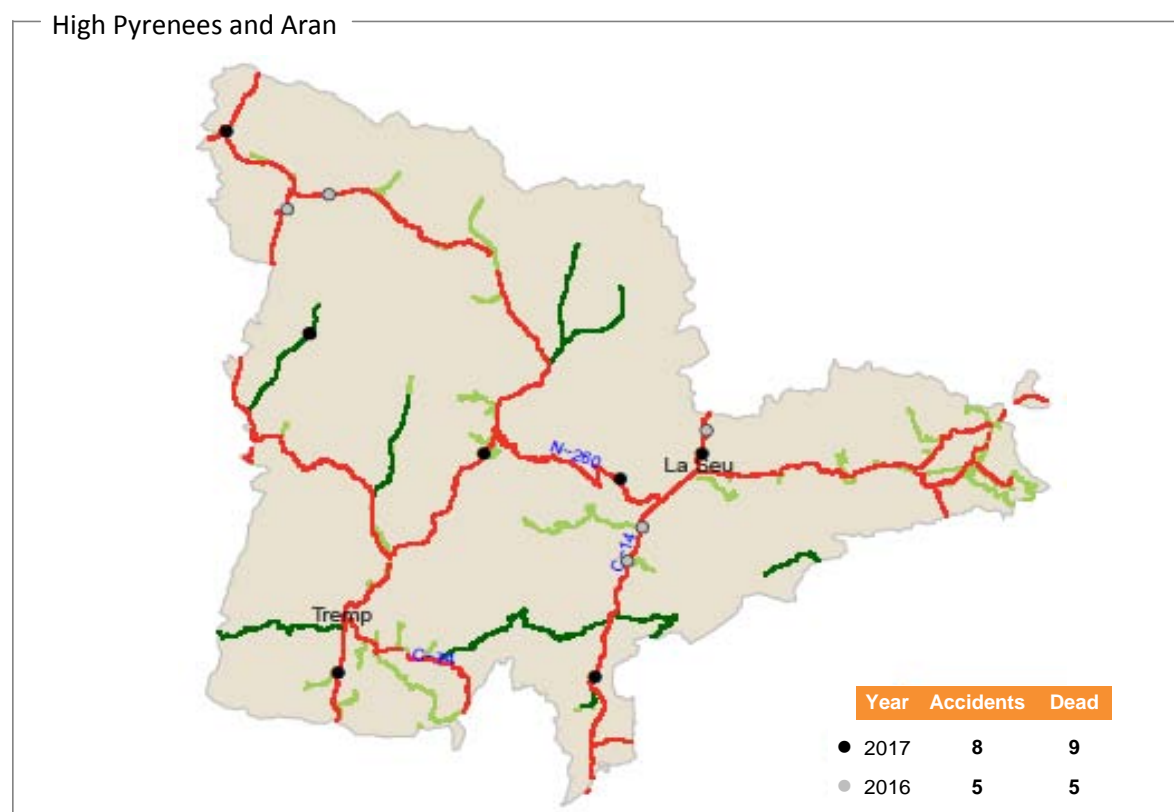 High Pyrenees and Aran
N-260
La Seu
C-14
Tremp
Year Accidents Dead
2017 8 9
2016 5 5